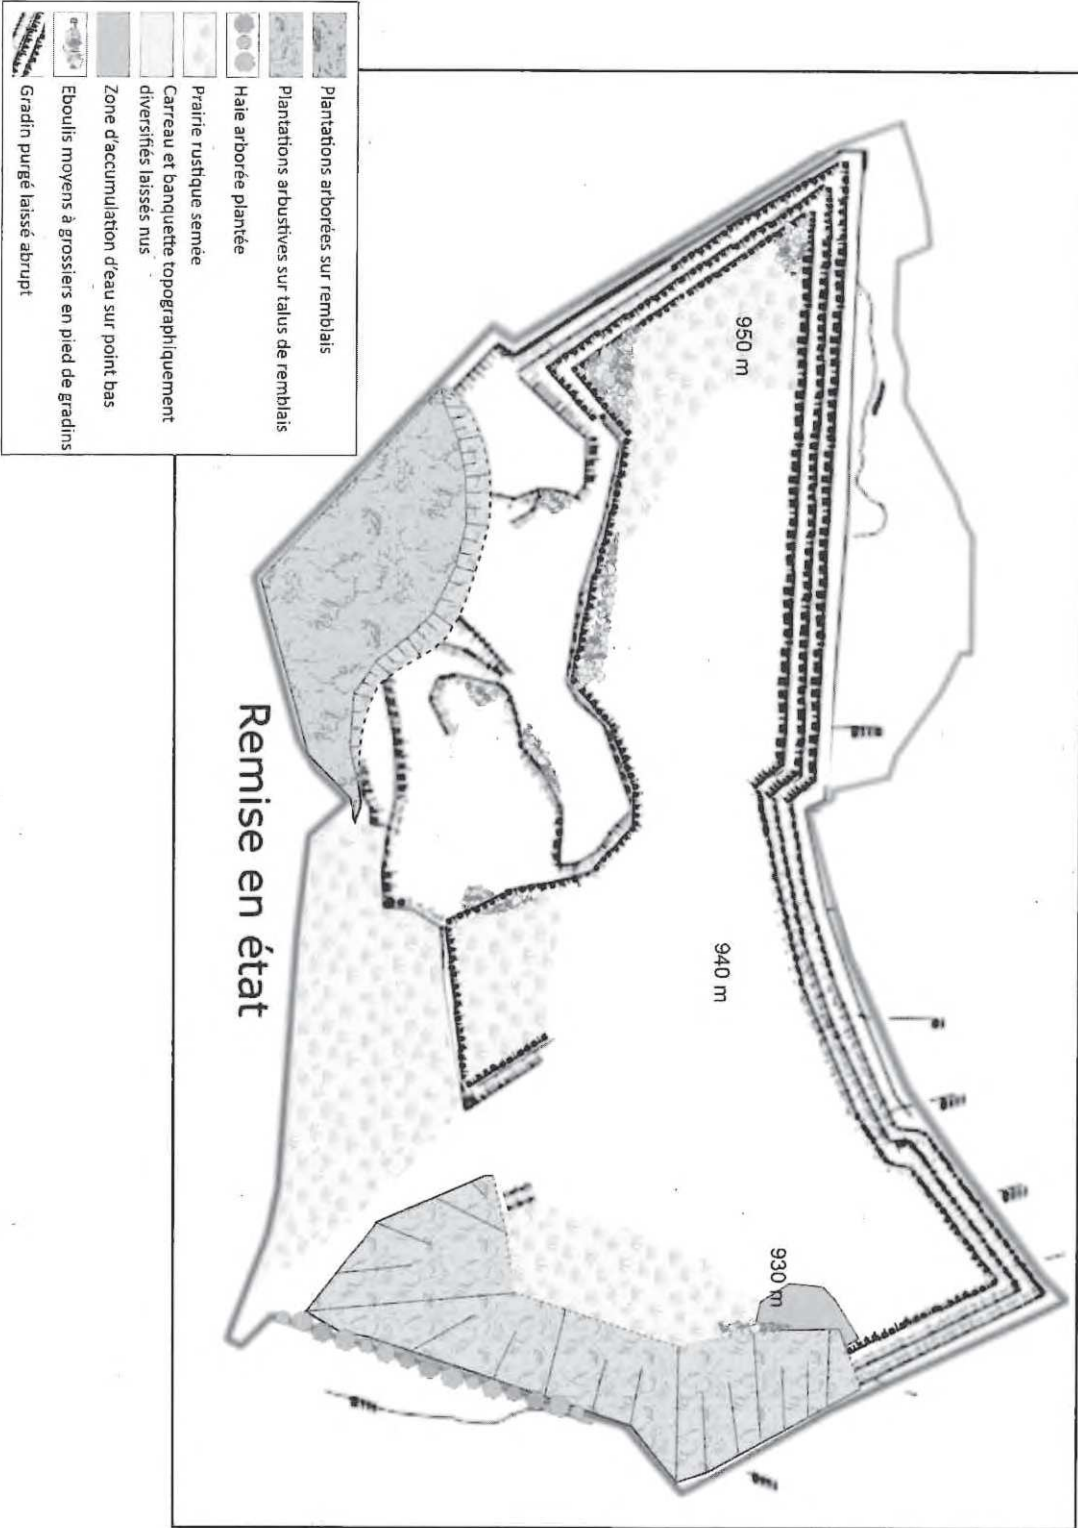 Remise en état
950 m
940 m
930 m
Plantations arborées sur remblais
Plantations arbustives sur talus de remblais
Haie arborée plantée
Prairie rustique semée
Carreau et banquette topographiquement
diversifiés laissés nus
Zone d'accumulation d'eau sur point bas
Eboulis moyens à grossiers en pied de gradins
Gradin purgé laissé abrupt